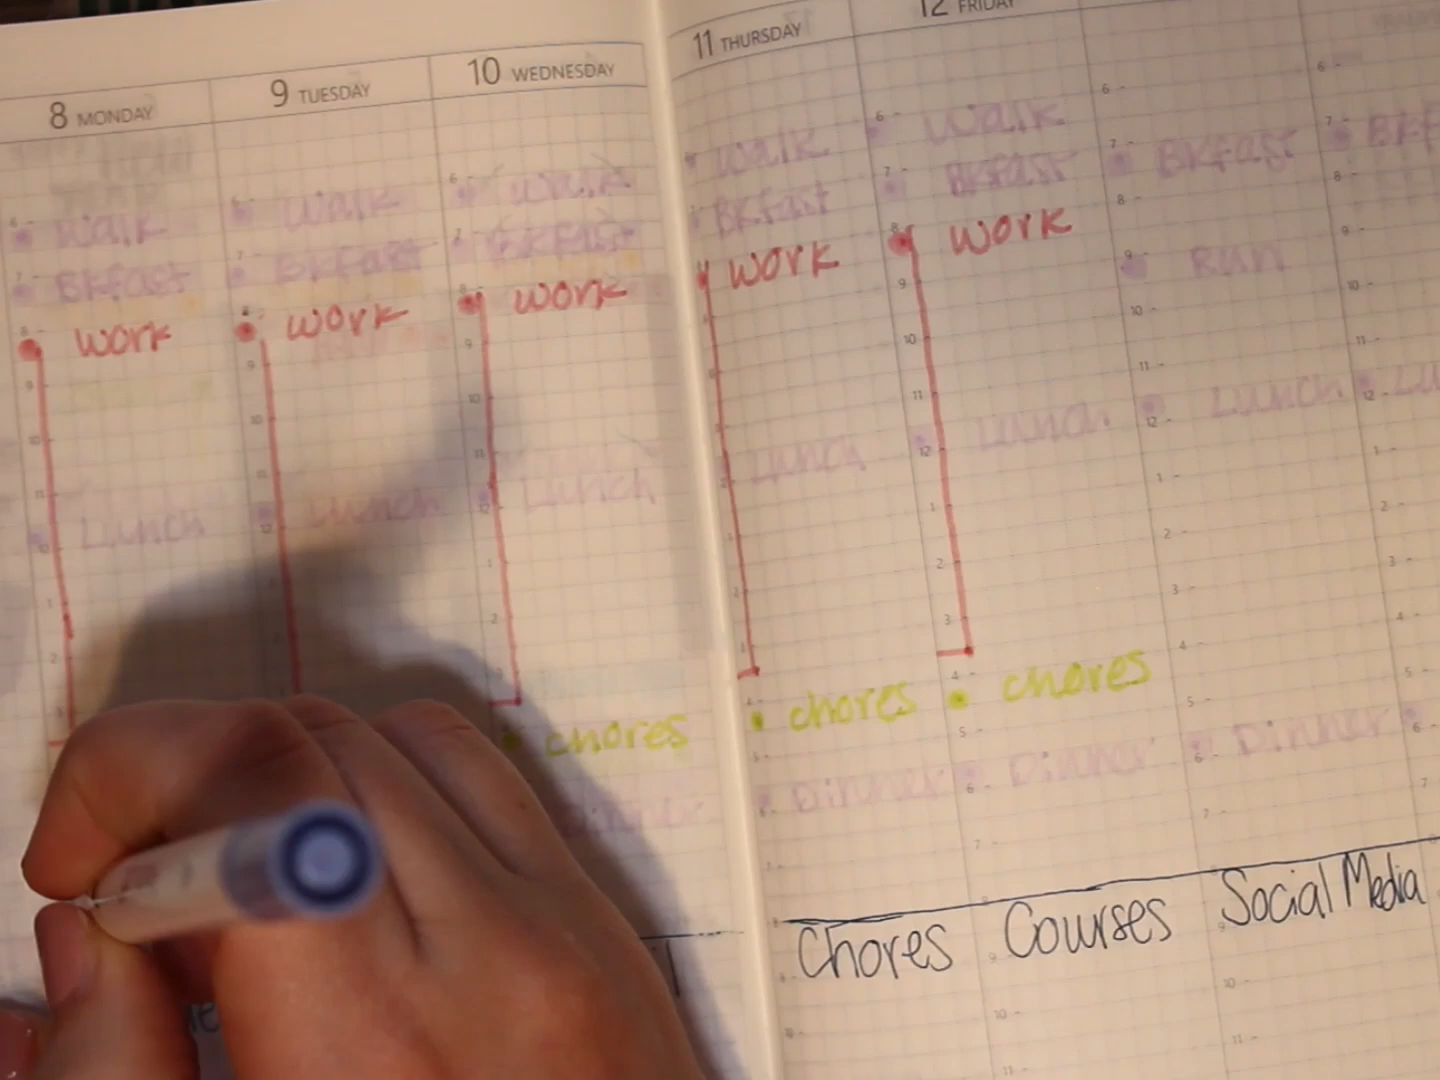 8 MONDAY
9 TUESDAY
10 WEDNESDAY
11 THURSDAY
12 FRIDAY
Walk
Walk
Walk
Walk
Walk
Bkfast
Bkfast
Bkfast
Bkfast
Bkfast
Bkfast
work
work
work
work
work
Run
Lunch
Lunch
Lunch
Lunch
Lunch
Lunch
chores
chores
chores
Dinner
Dinner
Dinner
Dinner
Chores
Courses
Social Media